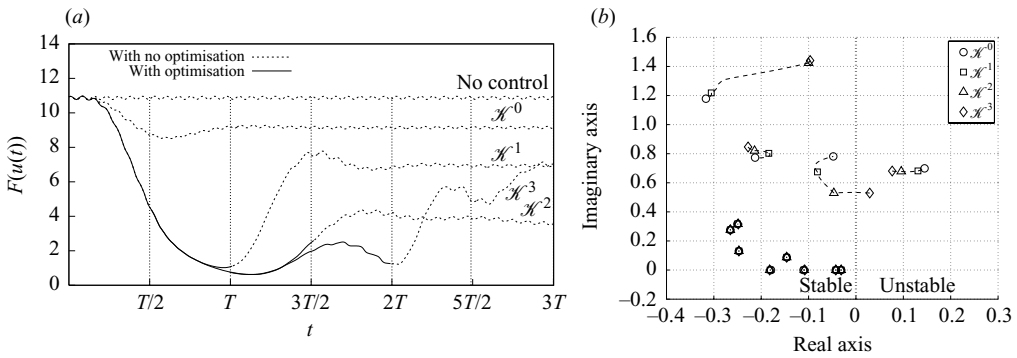 (a)
14
12
10
8
6
4
2
0
F(u(t))
With no optimisation
With optimisation
No control
𝒦⁰
𝒦¹
𝒦³
𝒦²
T/2
T
3T/2
2T
5T/2
3T
t
(b)
1.6
1.4
1.2
1.0
0.8
0.6
0.4
0.2
0
−0.2
Imaginary axis
𝒦⁰
𝒦¹
𝒦²
𝒦³
Stable
Unstable
−0.4
−0.3
−0.2
−0.1
0
0.1
0.2
0.3
Real axis